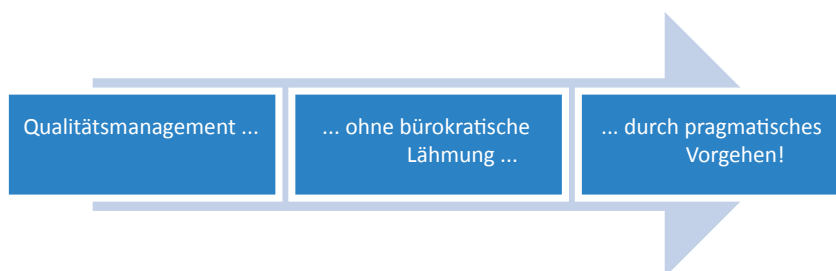 Qualitätsmanagement ...
... ohne bürokratische
Lähmung ...
... durch pragmatisches
Vorgehen!